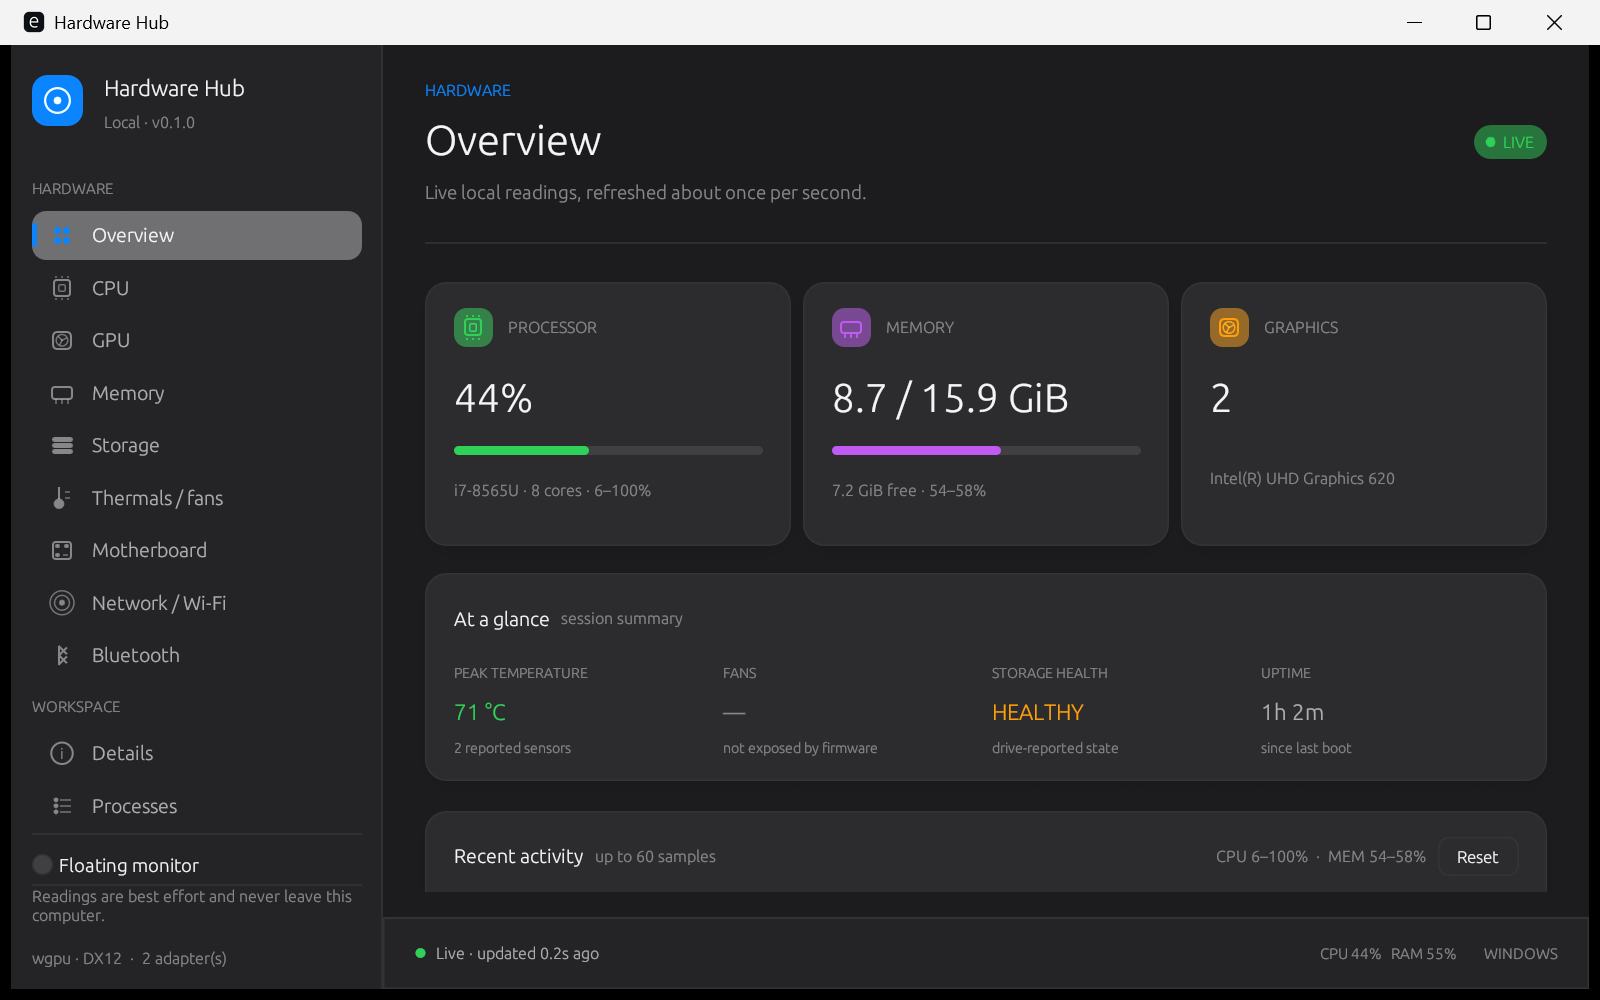 e Hardware Hub
Hardware Hub
Local · v0.1.0
HARDWARE
Overview
CPU
GPU
Memory
Storage
Thermals / fans
Motherboard
Network / Wi-Fi
Bluetooth
WORKSPACE
Details
Processes
Floating monitor
Readings are best effort and never leave this
computer.
wgpu · DX12 · 2 adapter(s)
HARDWARE
Overview
LIVE
Live local readings, refreshed about once per second.
PROCESSOR
44%
i7-8565U · 8 cores · 6–100%
MEMORY
8.7 / 15.9 GiB
7.2 GiB free · 54–58%
GRAPHICS
2
Intel(R) UHD Graphics 620
At a glance session summary
PEAK TEMPERATURE
71 °C
2 reported sensors
FANS
—
not exposed by firmware
STORAGE HEALTH
HEALTHY
drive-reported state
UPTIME
1h 2m
since last boot
Recent activity up to 60 samples
CPU 6–100% · MEM 54–58% Reset
Live · updated 0.2s ago
CPU 44% RAM 55% WINDOWS